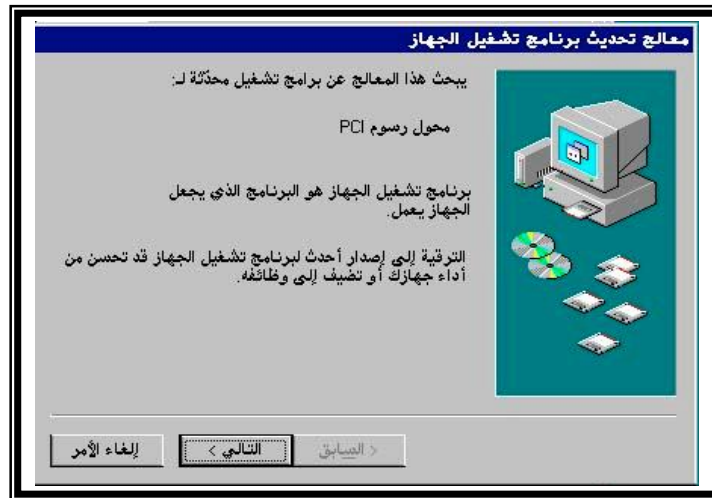 معالج تحديث برنامج تشغيل الجهاز
يبحث هذا المعالج عن برامج تشغيل محدّثة لـ:
محول رسوم PCI
برنامج تشغيل الجهاز هو البرنامج الذي يجعل
الجهاز يعمل.
الترقية إلى إصدار أحدث لبرنامج تشغيل الجهاز قد تحسن من
أداء جهازك أو تضيف إلى وظائفه.
< السابق
التالي >
إلغاء الأمر